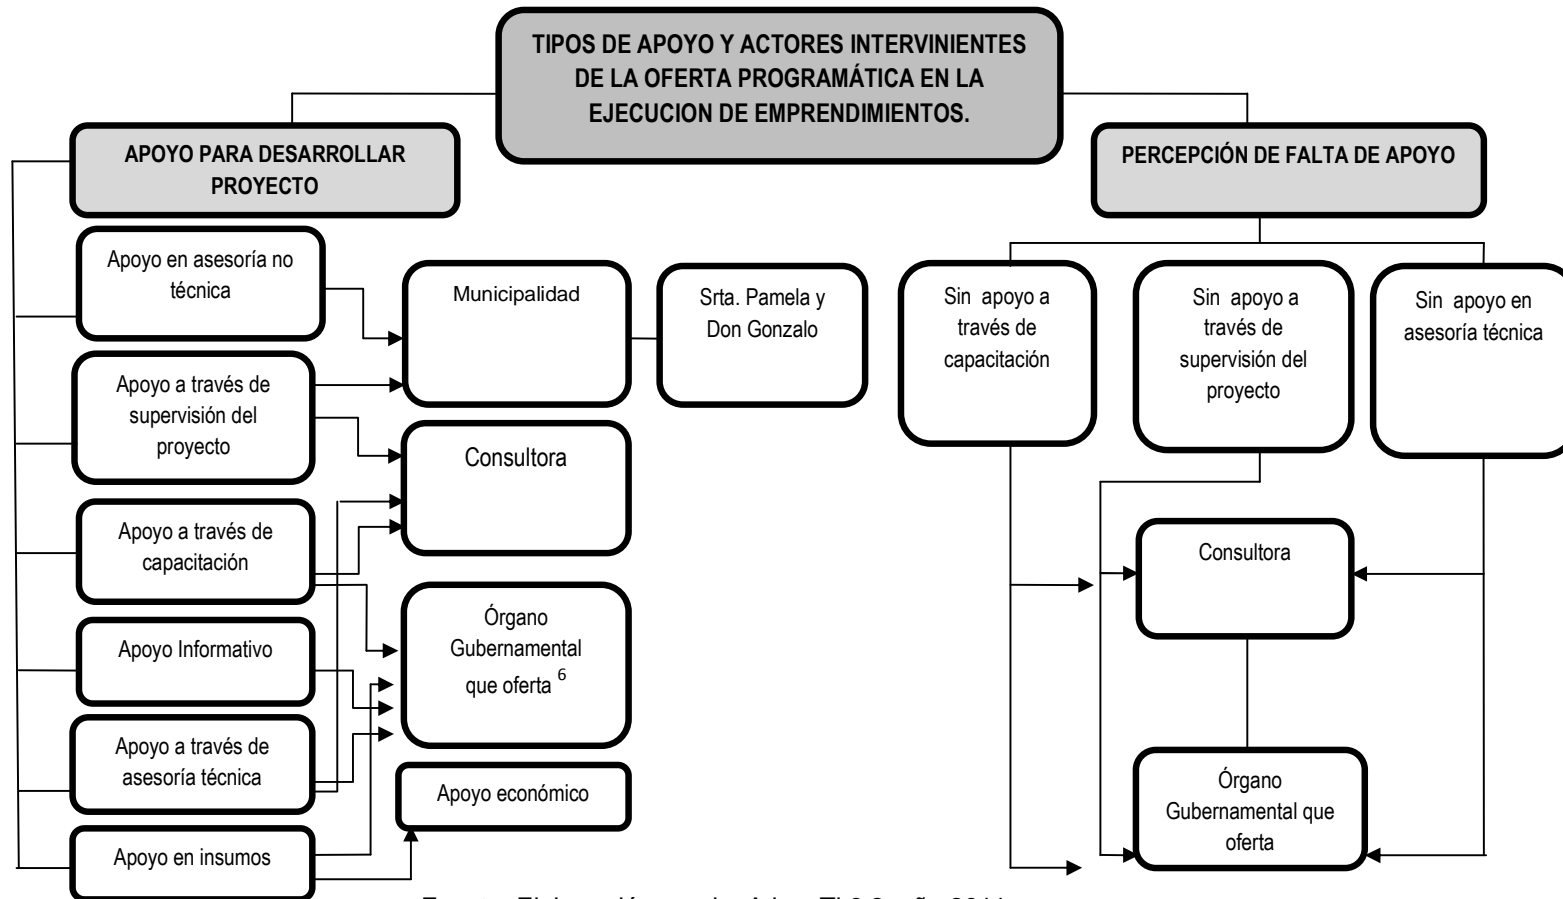 TIPOS DE APOYO Y ACTORES INTERVINIENTES
DE LA OFERTA PROGRAMÁTICA EN LA
EJECUCION DE EMPRENDIMIENTOS.
APOYO PARA DESARROLLAR
PROYECTO
Apoyo en asesoría no
técnica
Apoyo a través de
supervisión del
proyecto
Apoyo a través de
capacitación
Apoyo Informativo
Apoyo a través de
asesoría técnica
Apoyo en insumos
Municipalidad
Srta. Pamela y
Don Gonzalo
Consultora
Órgano
Gubernamental
que oferta 6
Apoyo económico
PERCEPCIÓN DE FALTA DE APOYO
Sin apoyo a
través de
capacitación
Sin apoyo a
través de
supervisión del
proyecto
Sin apoyo en
asesoría técnica
Consultora
Órgano
Gubernamental que
oferta